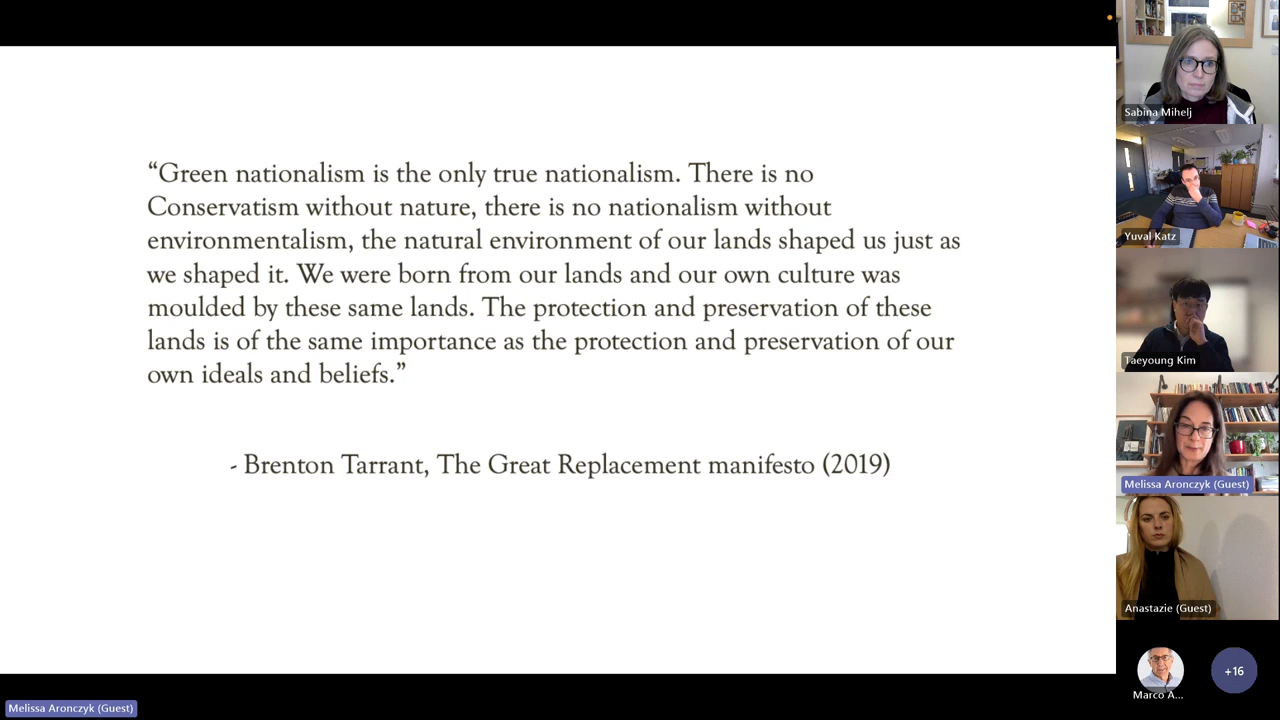 “Green nationalism is the only true nationalism. There is no
Conservatism without nature, there is no nationalism without
environmentalism, the natural environment of our lands shaped us just as
we shaped it. We were born from our lands and our own culture was
moulded by these same lands. The protection and preservation of these
lands is of the same importance as the protection and preservation of our
own ideals and beliefs.”
- Brenton Tarrant, The Great Replacement manifesto (2019)
Sabina Mihelj
Yuval Katz
Taeyoung Kim
Melissa Aronczyk (Guest)
Anastazie (Guest)
Marco A...
+16
Melissa Aronczyk (Guest)